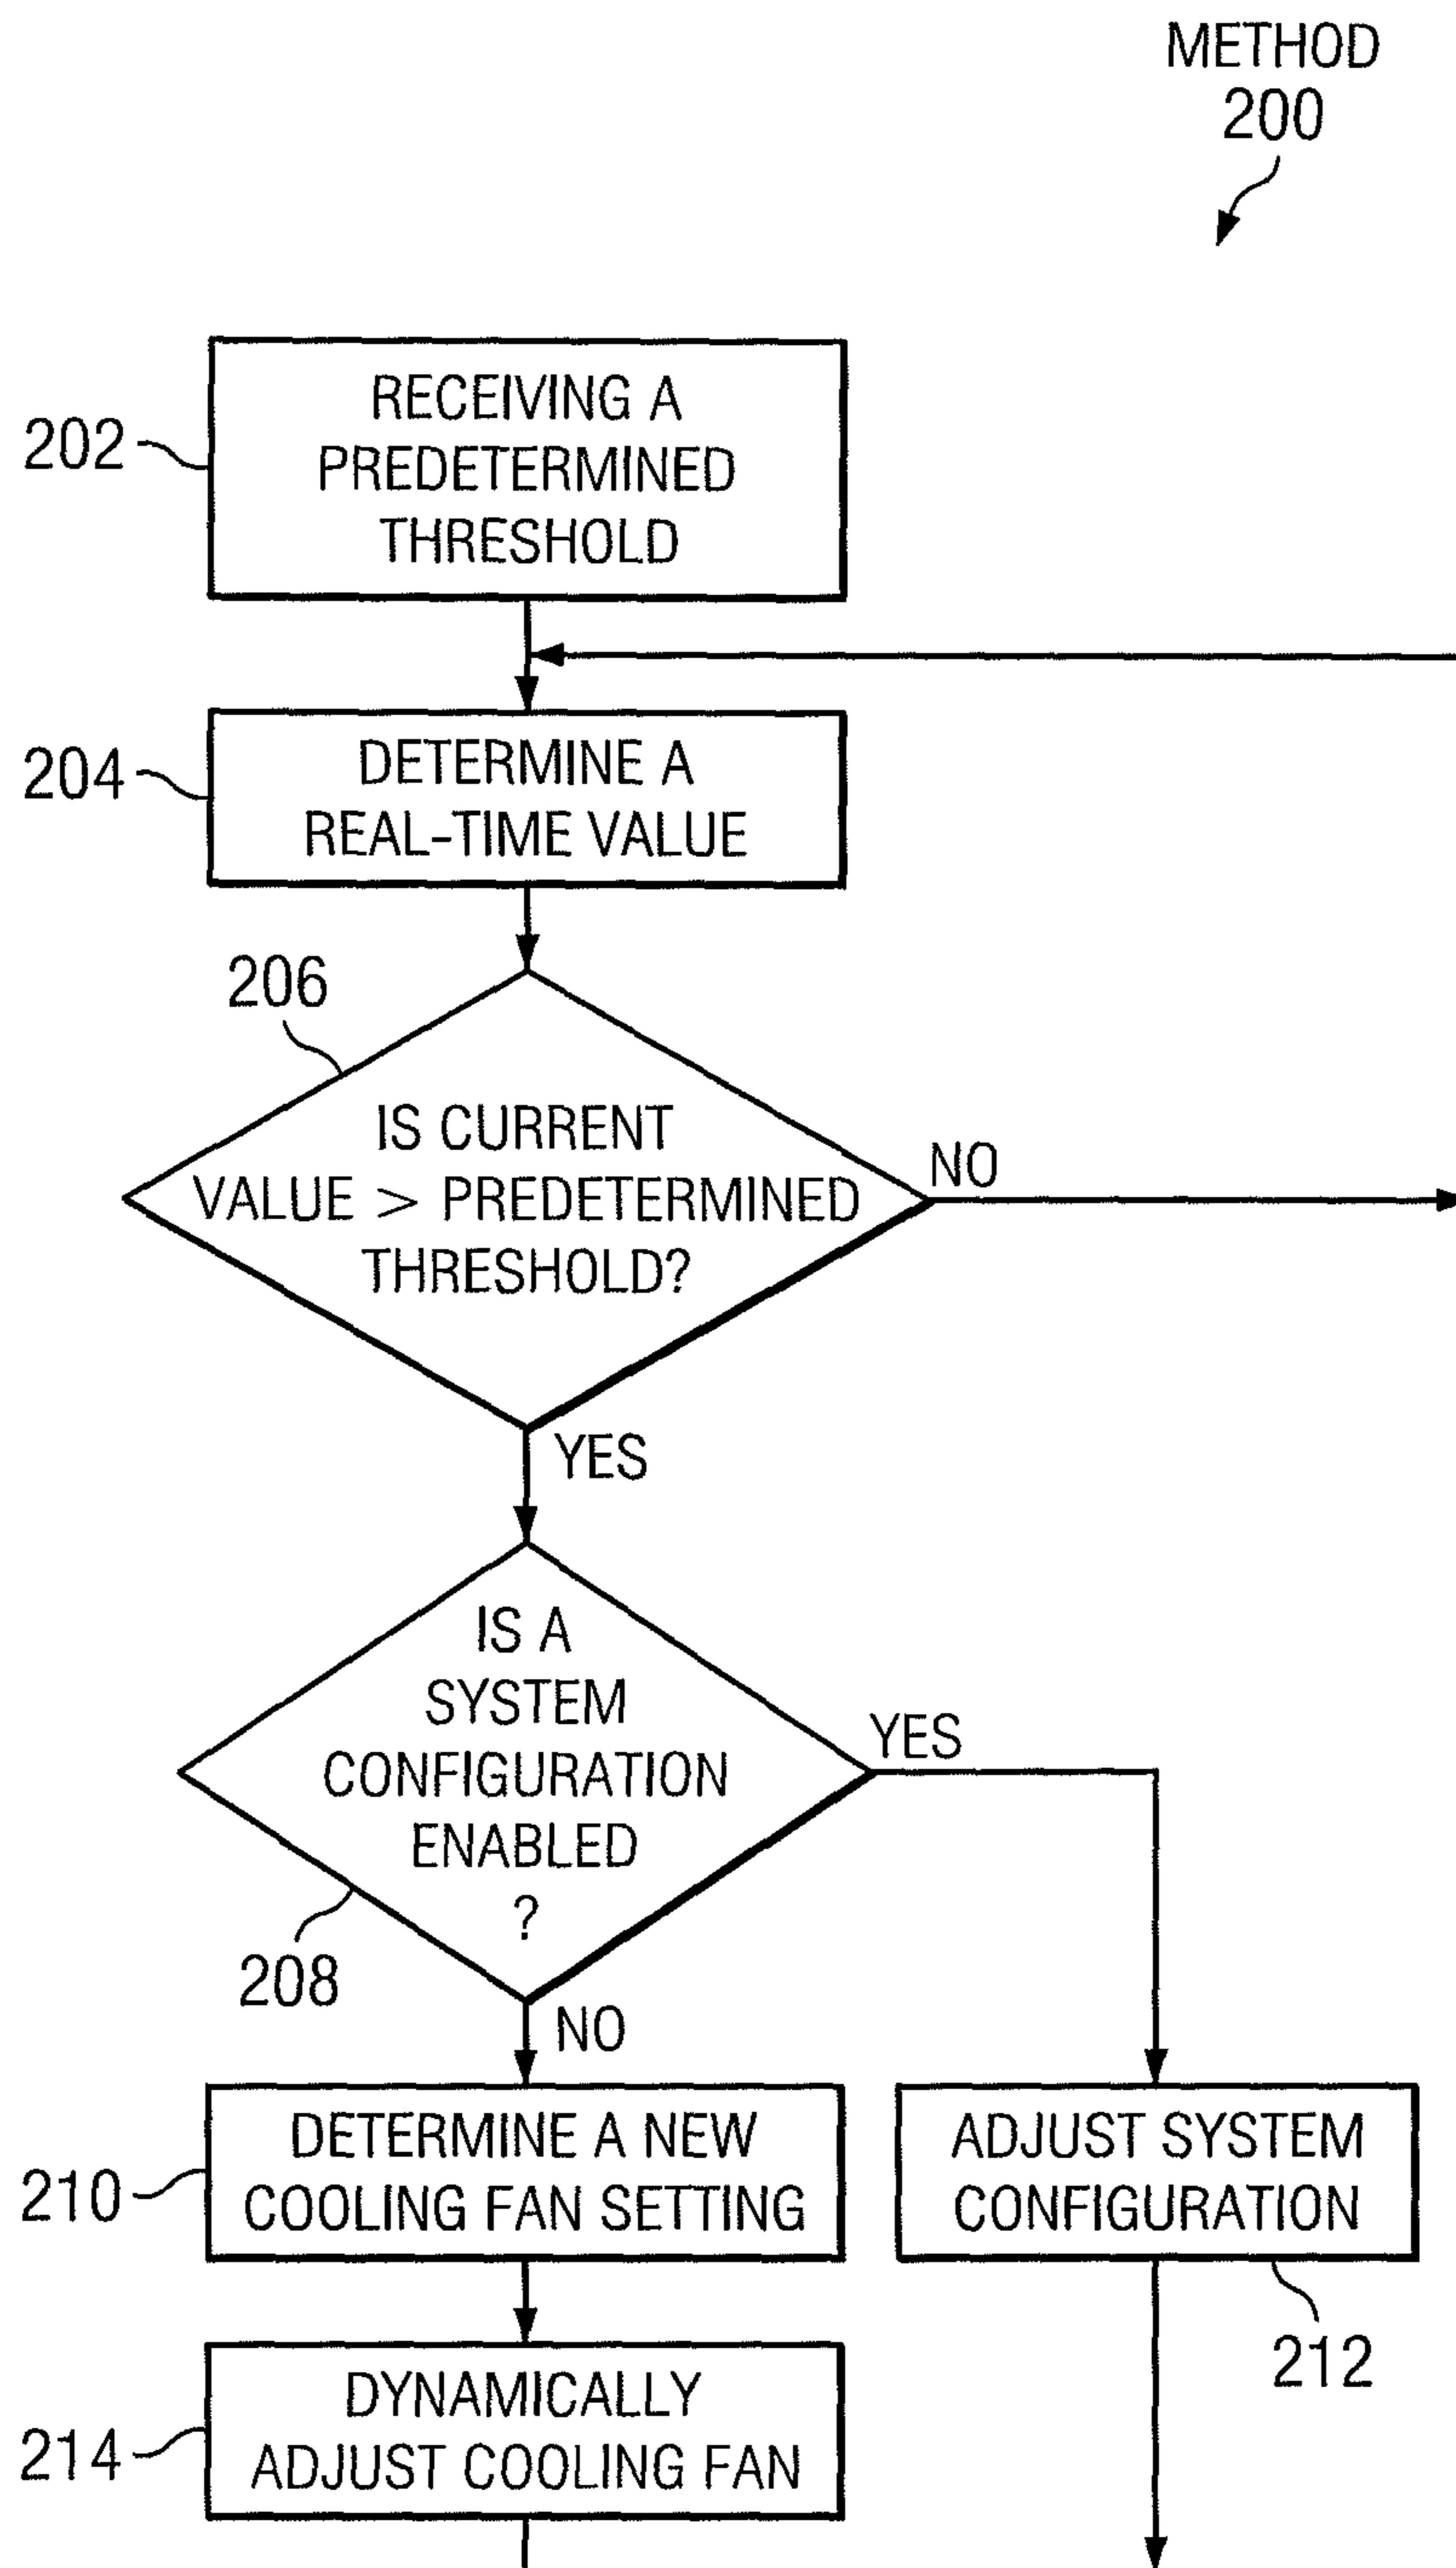 METHOD
200
202
RECEIVING A
PREDETERMINED
THRESHOLD
204
DETERMINE A
REAL-TIME VALUE
206
IS CURRENT
VALUE > PREDETERMINED
THRESHOLD?
NO
YES
IS A
SYSTEM
CONFIGURATION
ENABLED
?
YES
208
NO
210
DETERMINE A NEW
COOLING FAN SETTING
ADJUST SYSTEM
CONFIGURATION
212
214
DYNAMICALLY
ADJUST COOLING FAN